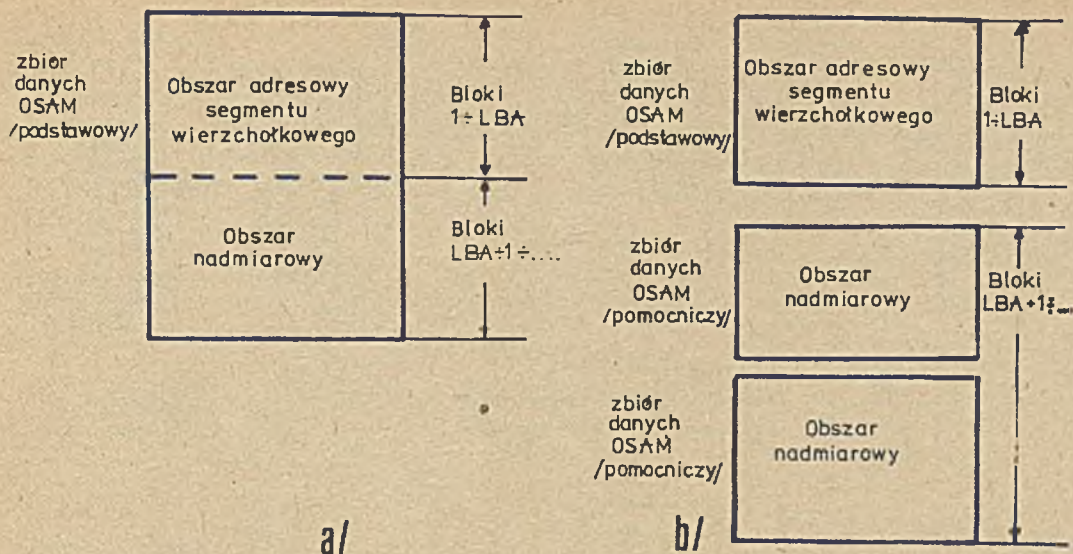 zbiór
danych
OSAM
/podstawowy/
Obszar adresowy
segmentu
wierzchołkowego
Bloki
1÷LBA
Obszar
nadmiarowy
Bloki
LBA÷1÷....
a/
zbiór
danych
OSAM
/podstawowy/
Obszar adresowy
segmentu
wierzchołkowego
Bloki
1÷LBA
zbiór
danych
OSAM
/pomocniczy/
Obszar
nadmiarowy
Bloki
LBA+1÷...
zbiór
danych
OSAM
/pomocniczy/
Obszar
nadmiarowy
b/